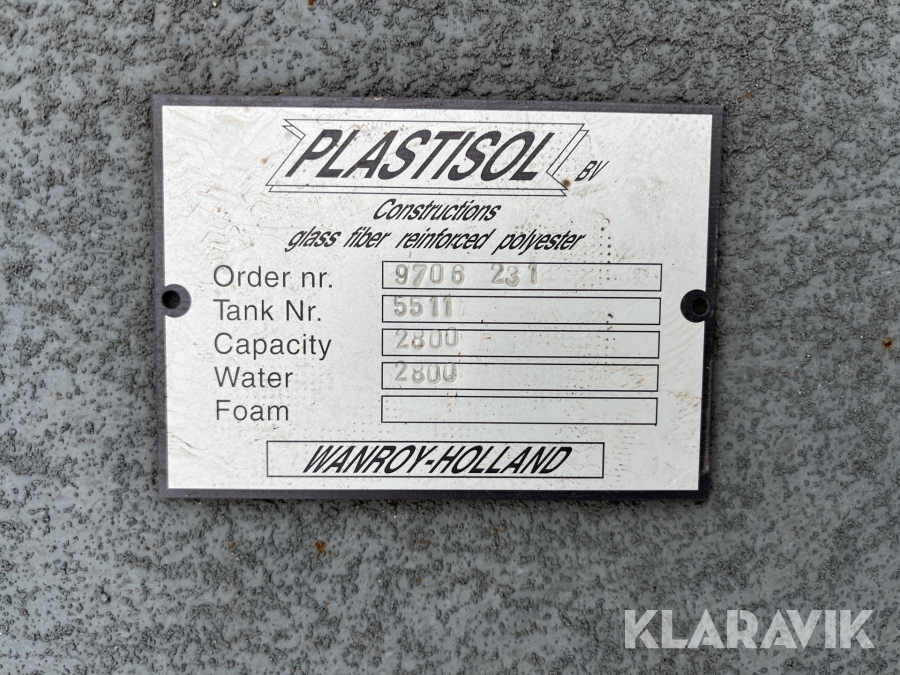 PLASTISOL BV
Constructions
glass fiber reinforced polyester
Order nr. 9706 231
Tank Nr. 5511
Capacity 2800
Water 2800
Foam
WANROY-HOLLAND
KLARAVIK